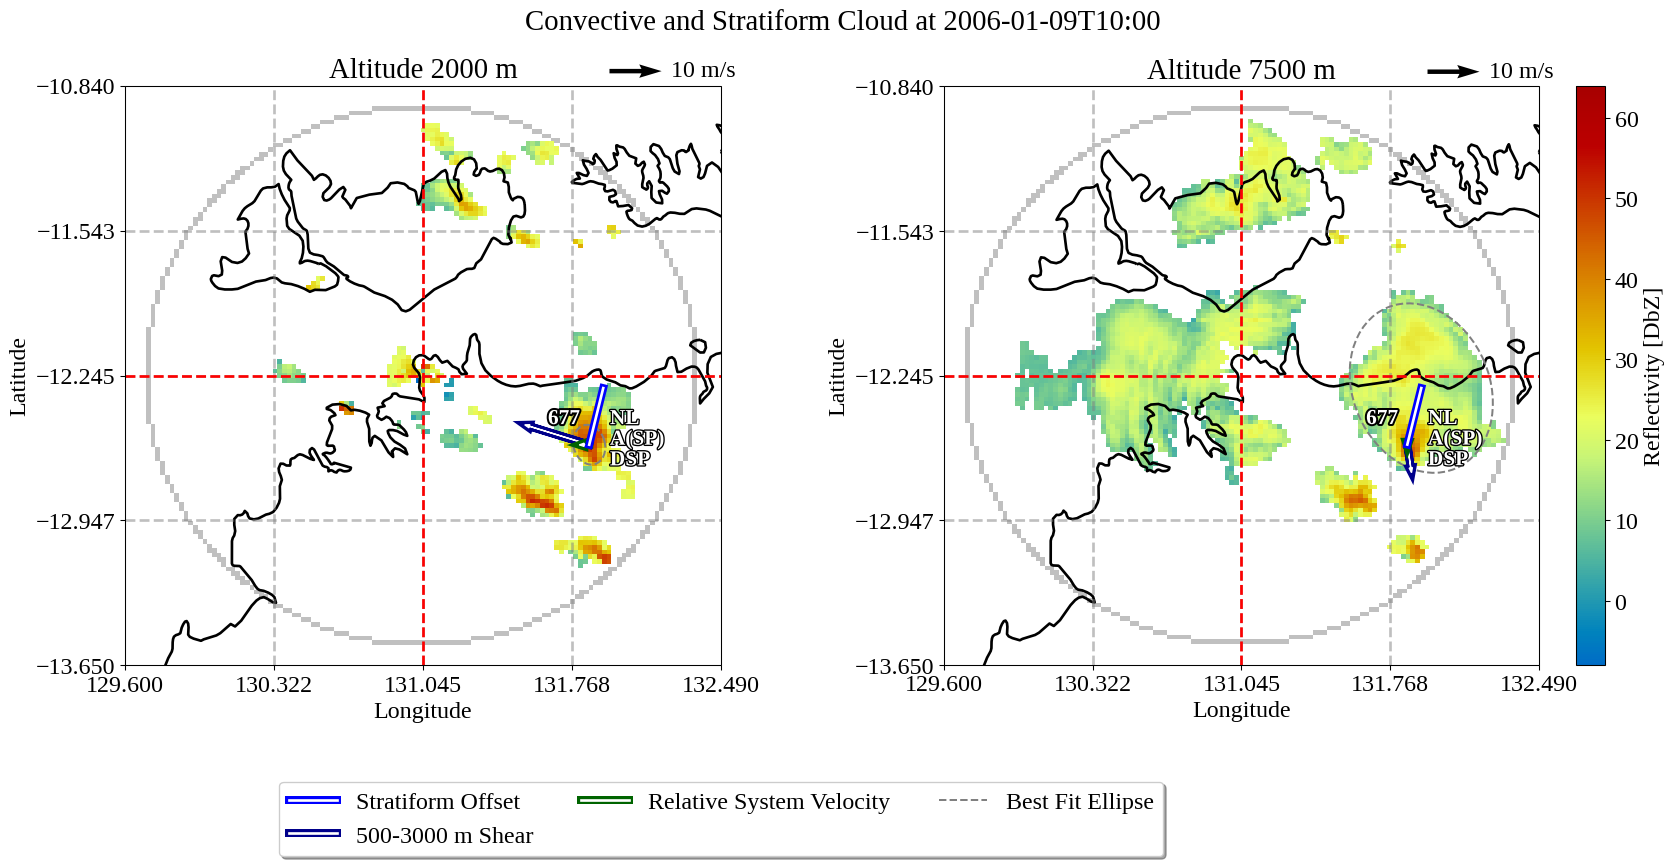 Convective and Stratiform Cloud at 2006-01-09T10:00
Altitude 2000 m
10 m/s
Altitude 7500 m
10 m/s
−10.840
−11.543
−12.245
−12.947
−13.650
Latitude
677
NL
A(SP)
DSP
129.600
130.322
131.045
131.768
132.490
Longitude
−10.840
−11.543
−12.245
−12.947
−13.650
Latitude
677
NL
A(SP)
DSP
129.600
130.322
131.045
131.768
132.490
Longitude
60
50
40
30
20
10
0
Reflectivity [DbZ]
Stratiform Offset
500-3000 m Shear
Relative System Velocity
Best Fit Ellipse